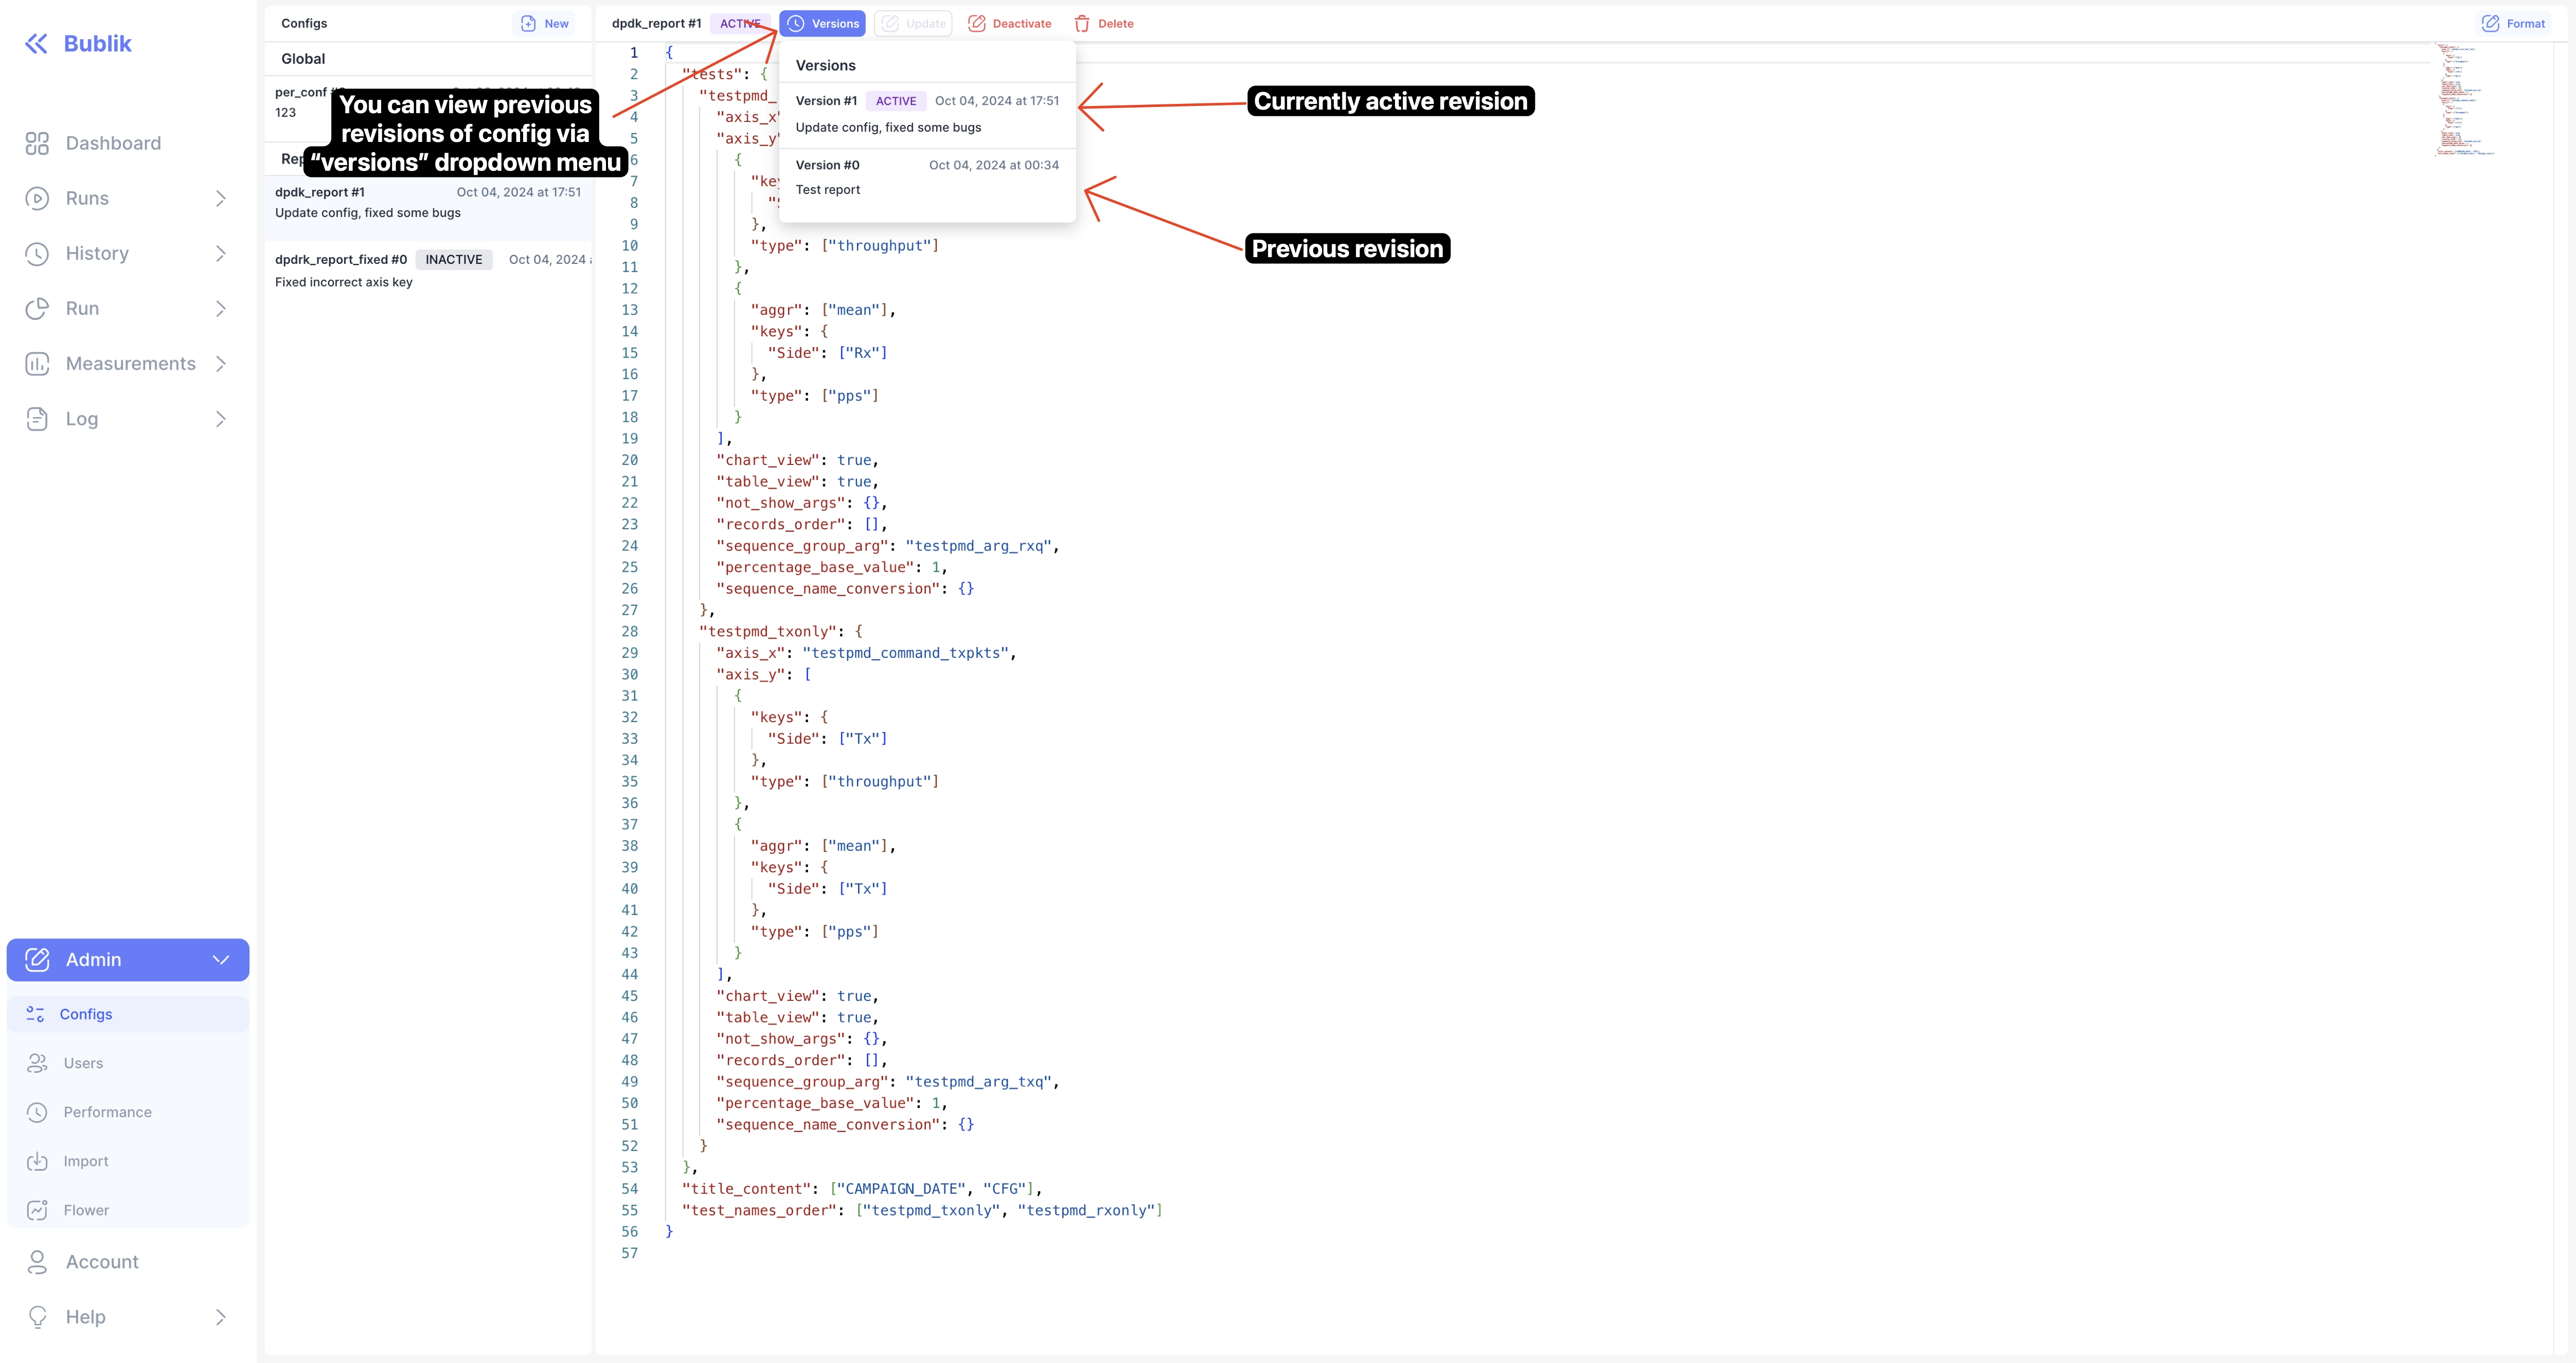 Bublik
Dashboard
Runs
History
Run
Measurements
Log
Admin
Configs
Users
Performance
Import
Flower
Account
Help
Configs
New
Global
per_conf
123
dpdk_report #1 Oct 04, 2024 at 17:51
Update config, fixed some bugs
dpdrk_report_fixed #0 INACTIVE Oct 04, 2024
Fixed incorrect axis key
You can view previous
revisions of config via
“versions” dropdown menu
dpdk_report #1 ACTIVE Versions Update Deactivate Delete Format
Versions
Version #1 ACTIVE Oct 04, 2024 at 17:51
Update config, fixed some bugs
Version #0 Oct 04, 2024 at 00:34
Test report
Currently active revision
Previous revision
1 {
2 "tests": {
3 "testpmd_
4 "axis_x"
5 "axis_y"
6 {
7
8
9 },
10 "type": ["throughput"]
11 },
12 {
13 "aggr": ["mean"],
14 "keys": {
15 "Side": ["Rx"]
16 },
17 "type": ["pps"]
18 }
19 ],
20 "chart_view": true,
21 "table_view": true,
22 "not_show_args": {},
23 "records_order": [],
24 "sequence_group_arg": "testpmd_arg_rxq",
25 "percentage_base_value": 1,
26 "sequence_name_conversion": {}
27 },
28 "testpmd_txonly": {
29 "axis_x": "testpmd_command_txpkts",
30 "axis_y": [
31 {
32 "keys": {
33 "Side": ["Tx"]
34 },
35 "type": ["throughput"]
36 },
37 {
38 "aggr": ["mean"],
39 "keys": {
40 "Side": ["Tx"]
41 },
42 "type": ["pps"]
43 }
44 ],
45 "chart_view": true,
46 "table_view": true,
47 "not_show_args": {},
48 "records_order": [],
49 "sequence_group_arg": "testpmd_arg_txq",
50 "percentage_base_value": 1,
51 "sequence_name_conversion": {}
52 }
53 },
54 "title_content": ["CAMPAIGN_DATE", "CFG"],
55 "test_names_order": ["testpmd_txonly", "testpmd_rxonly"]
56 }
57